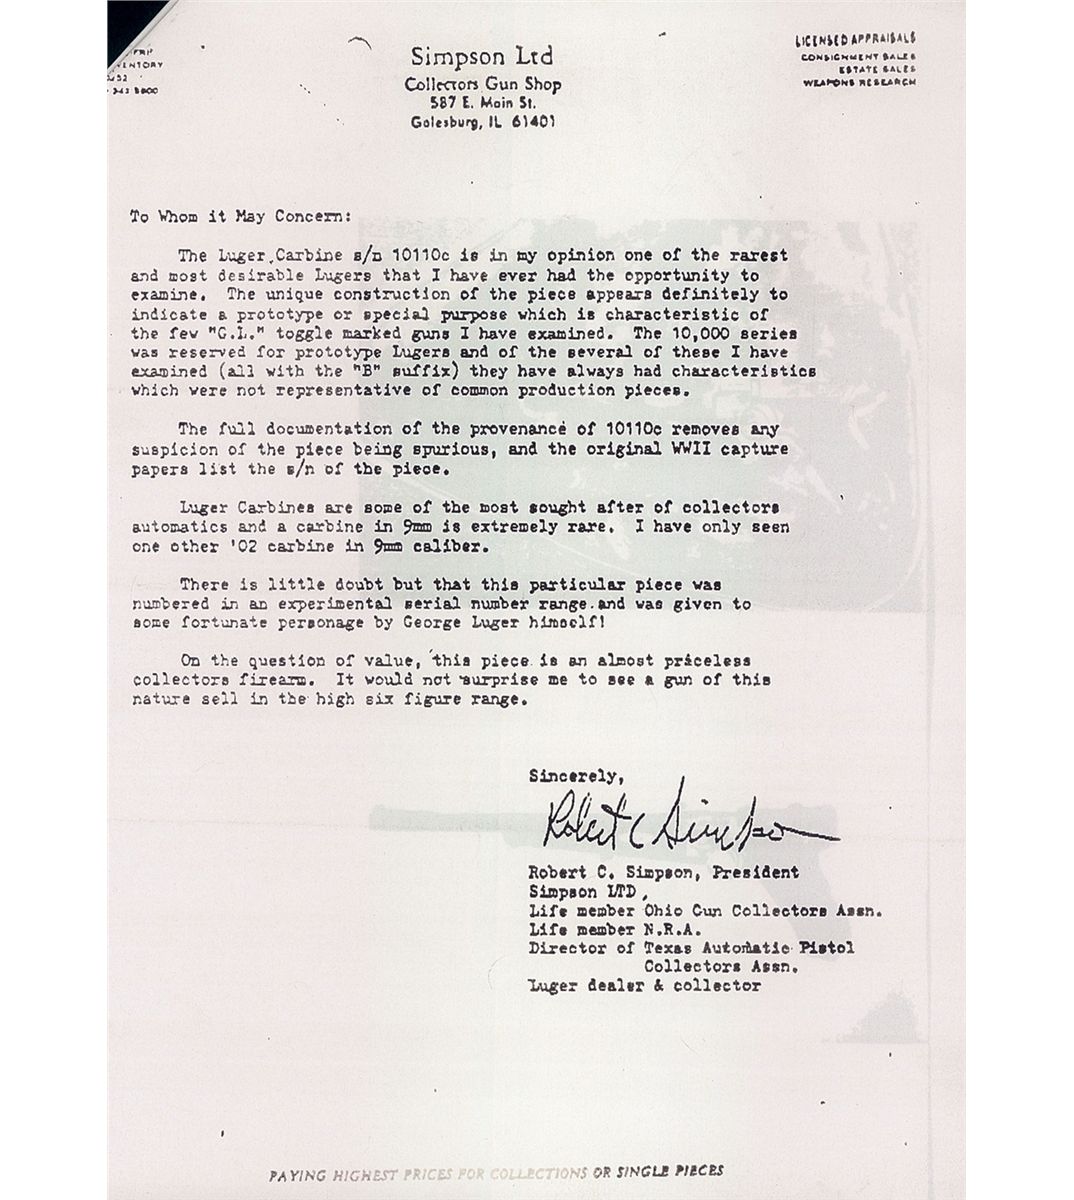 VENTORY
Simpson Ltd
Collectors Gun Shop
587 E. Main St.
Galesburg, IL 61401
LICENSED APPRAISALS
CONSIGNMENT SALES
ESTATE SALES
WEAPONS RESEARCH
To Whom it May Concern:
The Luger Carbine s/n 10110c is in my opinion one of the rarest
and most desirable Lugers that I have ever had the opportunity to
examine. The unique construction of the piece appears definitely to
indicate a prototype or special purpose which is characteristic of
the few "G.L." toggle marked guns I have examined. The 10,000 series
was reserved for prototype Lugers and of the several of these I have
examined (all with the "B" suffix) they have always had characteristics
which were not representative of common production pieces.
The full documentation of the provenance of 10110c removes any
suspicion of the piece being spurious, and the original WWII capture
papers list the s/n of the piece.
Luger Carbines are some of the most sought after of collectors
automatics and a carbine in 9mm is extremely rare. I have only seen
one other '02 carbine in 9mm caliber.
There is little doubt but that this particular piece was
numbered in an experimental serial number range and was given to
some fortunate personage by George Luger himself!
On the question of value, this piece is an almost priceless
collectors firearm. It would not surprise me to see a gun of this
nature sell in the high six figure range.
Sincerely,
Robert C Simpson
Robert C. Simpson, President
Simpson LTD,
Life member Ohio Gun Collectors Assn.
Life member N.R.A.
Director of Texas Automatic Pistol
Collectors Assn.
Luger dealer & collector
PAYING HIGHEST PRICES FOR COLLECTIONS OR SINGLE PIECES